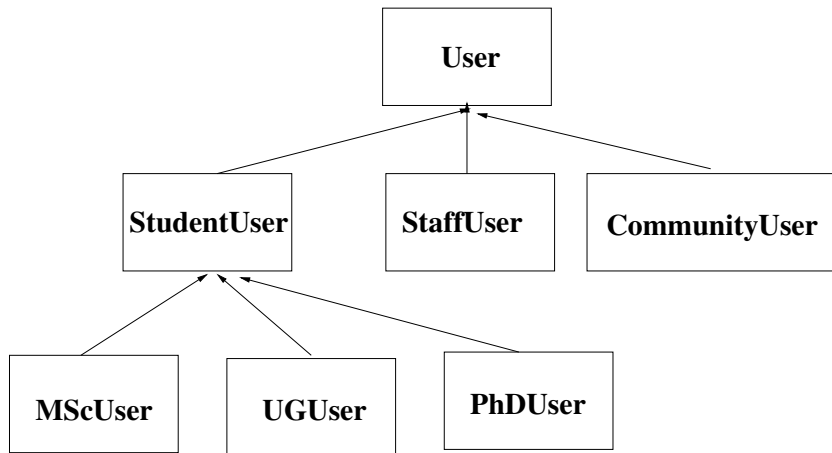 User
StudentUser
StaffUser
CommunityUser
MScUser
UGUser
PhDUser